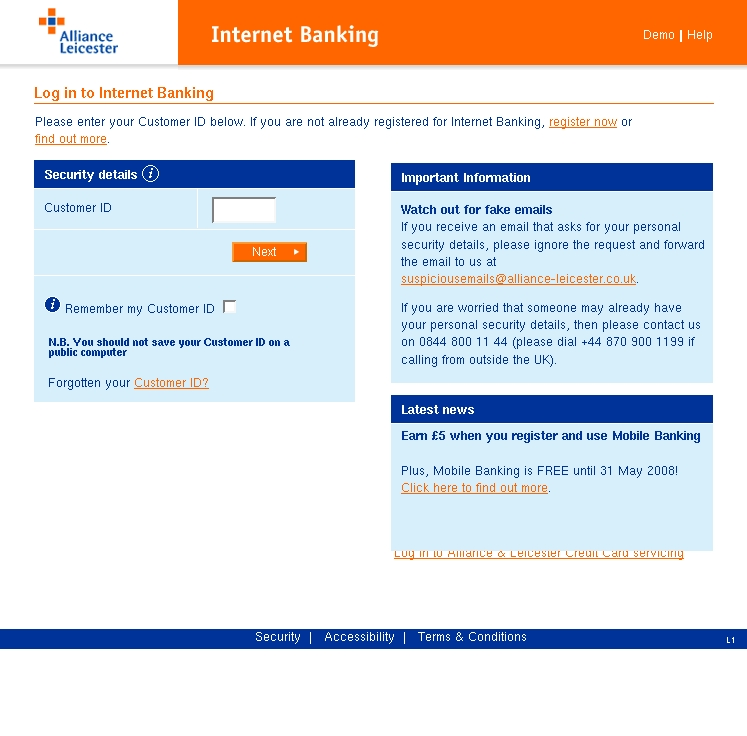 Alliance
Leicester
Internet Banking
Demo | Help
Log in to Internet Banking
Please enter your Customer ID below. If you are not already registered for Internet Banking, register now or
find out more.
Security details i
Customer ID
Next
i Remember my Customer ID
N.B. You should not save your Customer ID on a
public computer
Forgotten your Customer ID?
Important Information
Watch out for fake emails
If you receive an email that asks for your personal
security details, please ignore the request and forward
the email to us at
suspiciousemails@alliance-leicester.co.uk.
If you are worried that someone may already have
your personal security details, then please contact us
on 0844 800 11 44 (please dial +44 870 900 1199 if
calling from outside the UK).
Latest news
Earn £5 when you register and use Mobile Banking
Plus, Mobile Banking is FREE until 31 May 2008!
Click here to find out more.
Log in to Alliance & Leicester Credit Card servicing
Security | Accessibility | Terms & Conditions
L1